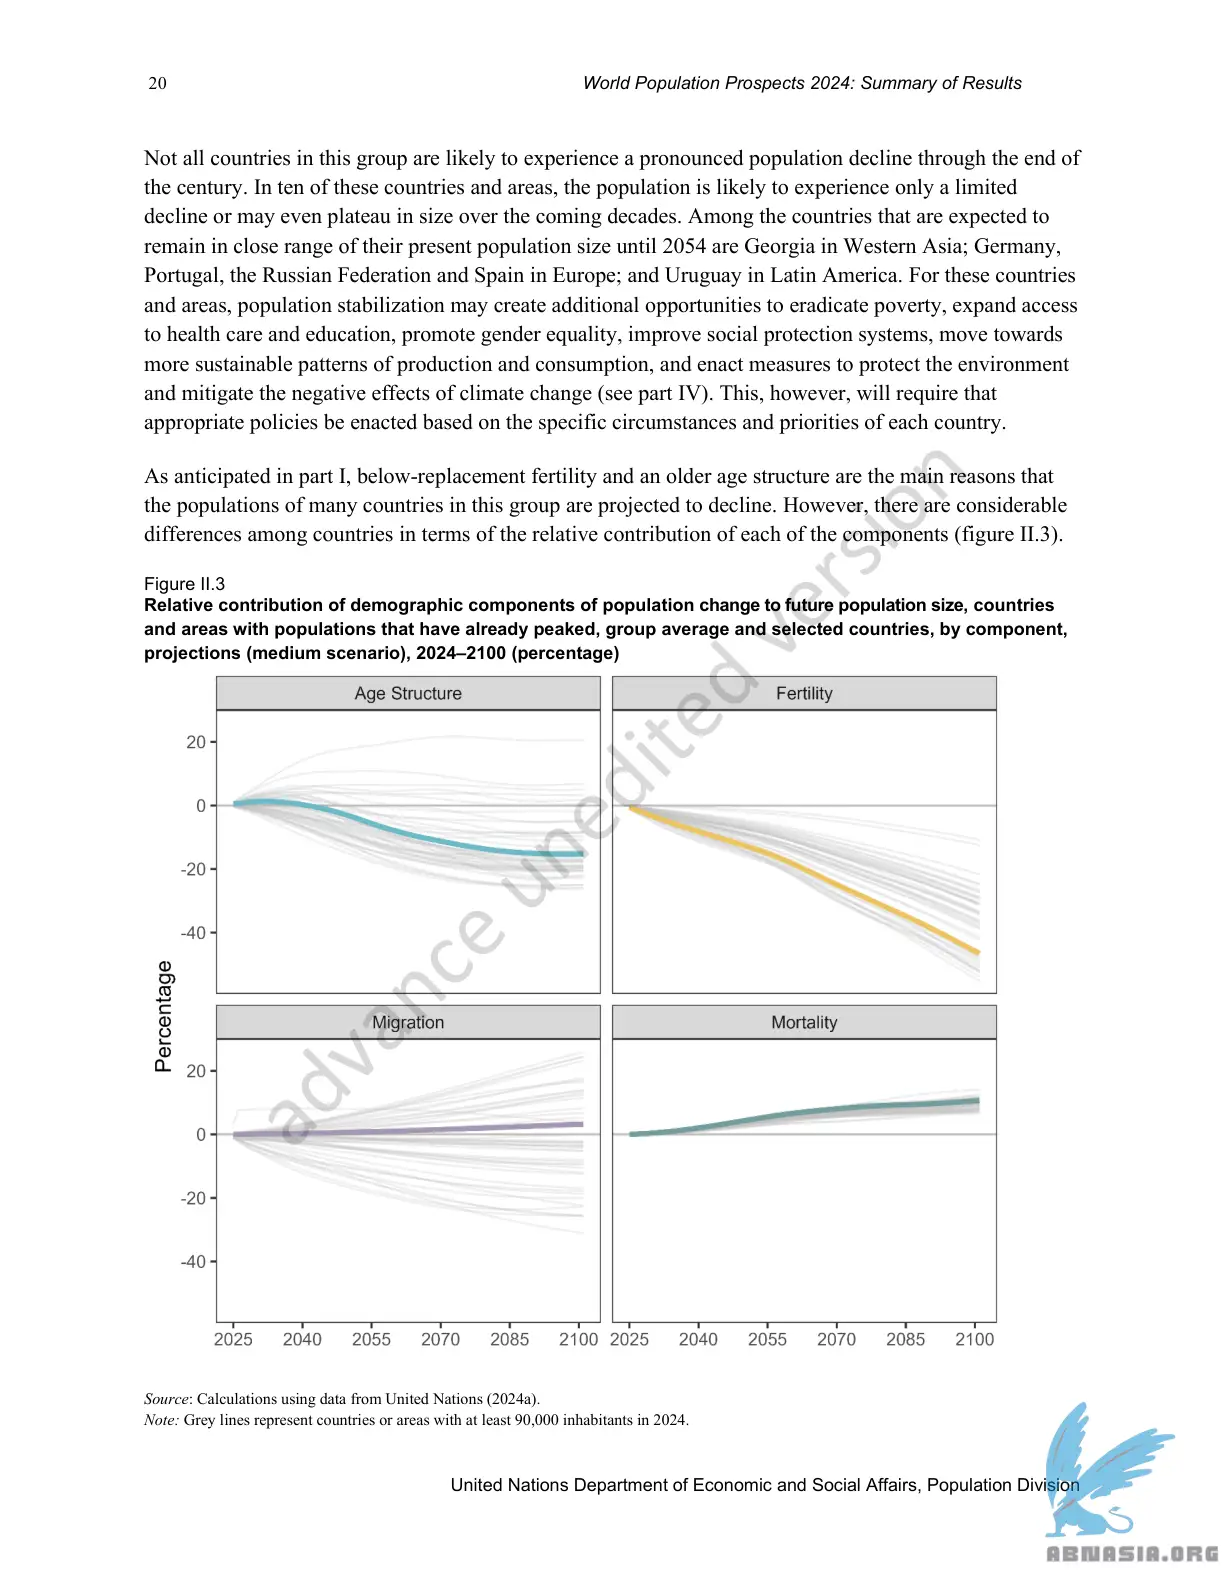 20
World Population Prospects 2024: Summary of Results
Not all countries in this group are likely to experience a pronounced population decline through the end of
the century. In ten of these countries and areas, the population is likely to experience only a limited
decline or may even plateau in size over the coming decades. Among the countries that are expected to
remain in close range of their present population size until 2054 are Georgia in Western Asia; Germany,
Portugal, the Russian Federation and Spain in Europe; and Uruguay in Latin America. For these countries
and areas, population stabilization may create additional opportunities to eradicate poverty, expand access
to health care and education, promote gender equality, improve social protection systems, move towards
more sustainable patterns of production and consumption, and enact measures to protect the environment
and mitigate the negative effects of climate change (see part IV). This, however, will require that
appropriate policies be enacted based on the specific circumstances and priorities of each country.
As anticipated in part I, below-replacement fertility and an older age structure are the main reasons that
the populations of many countries in this group are projected to decline. However, there are considerable
differences among countries in terms of the relative contribution of each of the components (figure II.3).
Figure II.3
Relative contribution of demographic components of population change to future population size, countries
and areas with populations that have already peaked, group average and selected countries, by component,
projections (medium scenario), 2024–2100 (percentage)
Age Structure
Fertility
20
0
-20
-40
Migration
Mortality
20
0
-20
-40
Percentage
2025 2040 2055 2070 2085 2100 2025 2040 2055 2070 2085 2100
advance unedited version
Source: Calculations using data from United Nations (2024a).
Note: Grey lines represent countries or areas with at least 90,000 inhabitants in 2024.
United Nations Department of Economic and Social Affairs, Population Division
ABNASIA.ORG